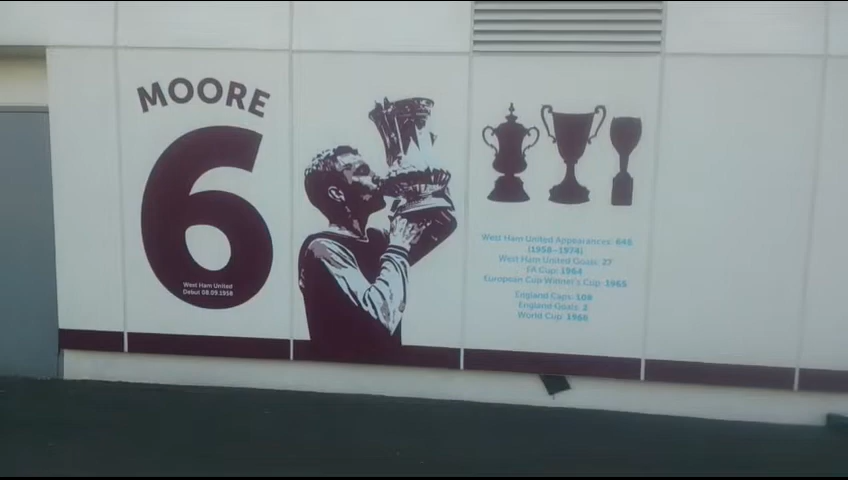 MOORE
6
West Ham United
Debut 08.09.1958
West Ham United Appearances: 646
(1958-1974)
West Ham United Goals: 27
FA Cup: 1964
European Cup Winner's Cup: 1965
England Caps: 108
England Goals: 2
World Cup: 1966